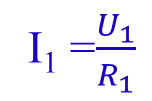 I₁ = U₁/R₁